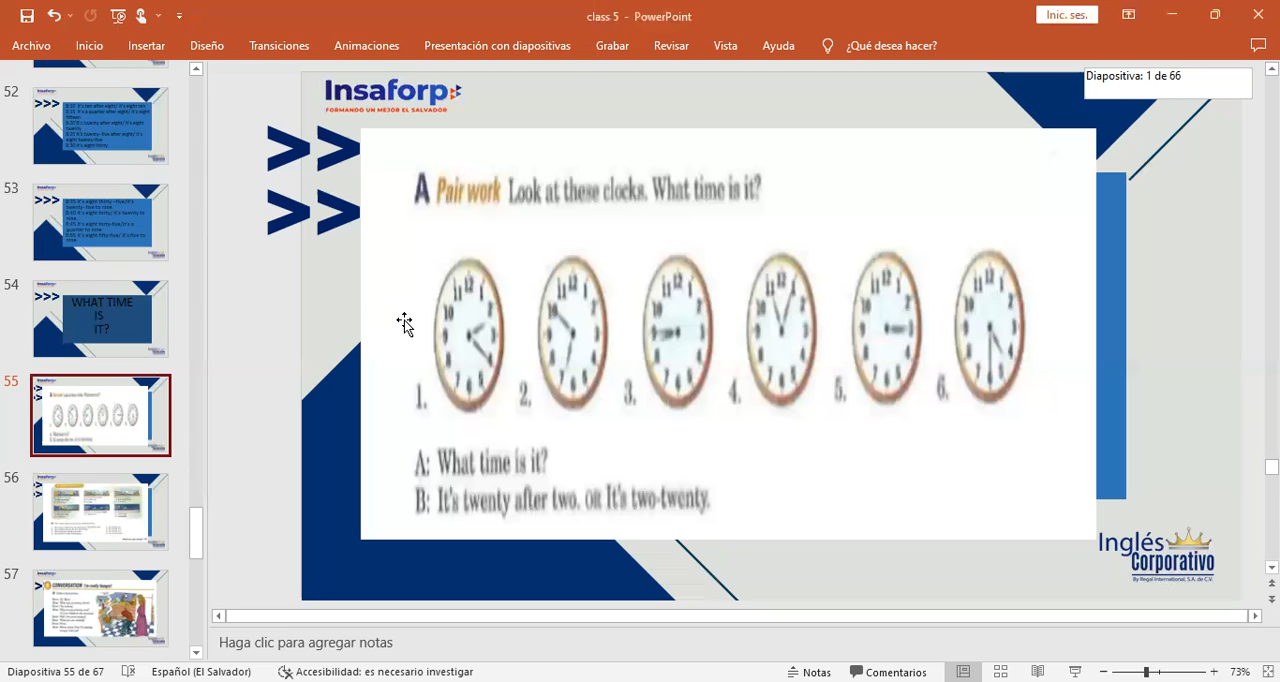 class 5 - PowerPoint
Inic. ses.
Archivo Inicio Insertar Diseño Transiciones Animaciones Presentación con diapositivas Grabar Revisar Vista Ayuda ¿Qué desea hacer?
Diapositiva: 1 de 66
52
53
54
WHAT TIME
IS
IT?
55
56
57
Insaforp
FORMANDO UN MEJOR EL SALVADOR
A Pair work Look at these clocks. What time is it?
1. 2. 3. 4. 5. 6.
A: What time is it?
B: It's twenty after two. OR It's two-twenty.
Inglés
Corporativo
By Regal International, S.A. de C.V.
Haga clic para agregar notas
Diapositiva 55 de 67 Español (El Salvador) Accesibilidad: es necesario investigar Notas Comentarios 73%